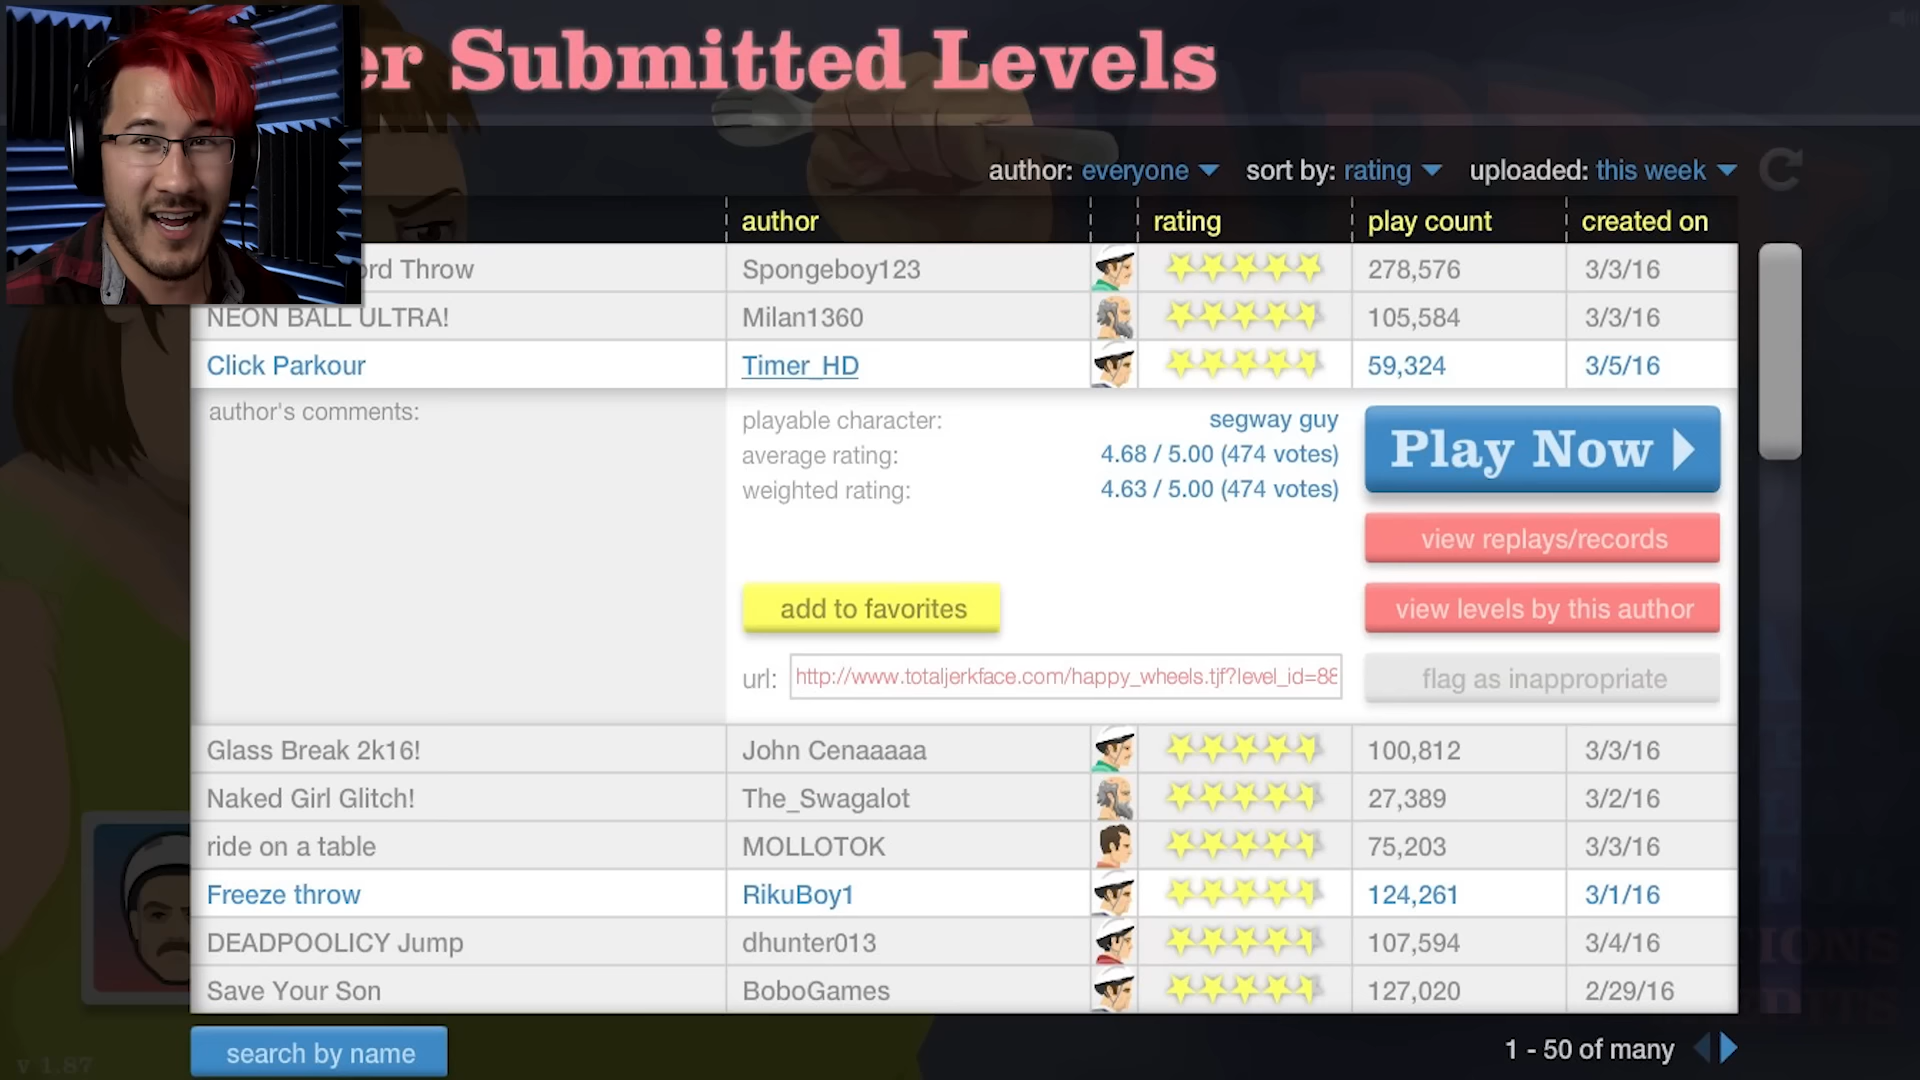 er Submitted Levels
author: everyone sort by: rating uploaded: this week
author rating play count created on
ord Throw Spongeboy123 278,576 3/3/16
NEON BALL ULTRA! Milan1360 105,584 3/3/16
Click Parkour Timer_HD 59,324 3/5/16
author's comments:
playable character: segway guy
average rating: 4.68 / 5.00 (474 votes)
weighted rating: 4.63 / 5.00 (474 votes)
Play Now
view replays/records
add to favorites
view levels by this author
url: http://www.totaljerkface.com/happy_wheels.tjf?level_id=88
flag as inappropriate
Glass Break 2k16! John Cenaaaaa 100,812 3/3/16
Naked Girl Glitch! The_Swagalot 27,389 3/2/16
ride on a table MOLLOTOK 75,203 3/3/16
Freeze throw RikuBoy1 124,261 3/1/16
DEADPOOLICY Jump dhunter013 107,594 3/4/16
Save Your Son BoboGames 127,020 2/29/16
search by name
1 - 50 of many
v 1.87